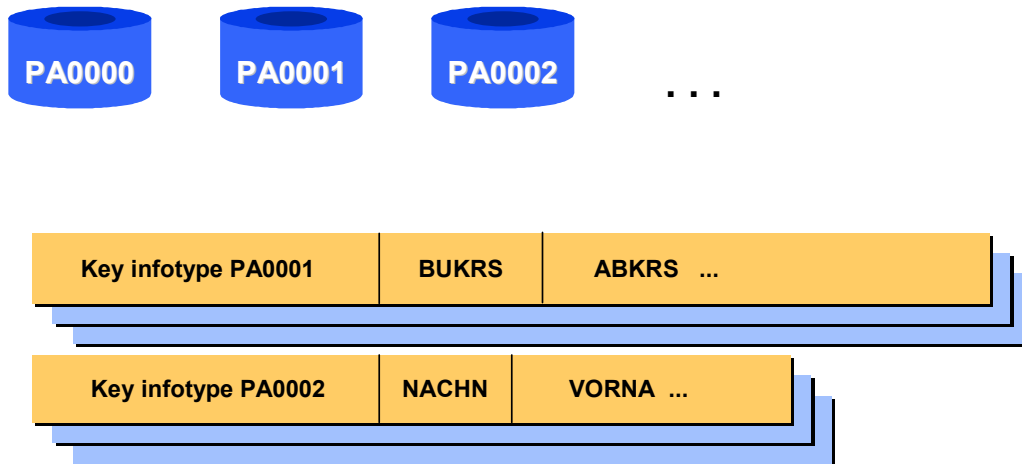 PA0000 PA0001 PA0002 . . .
Key infotype PA0001 BUKRS ABKRS ...
Key infotype PA0002 NACHN VORNA ...